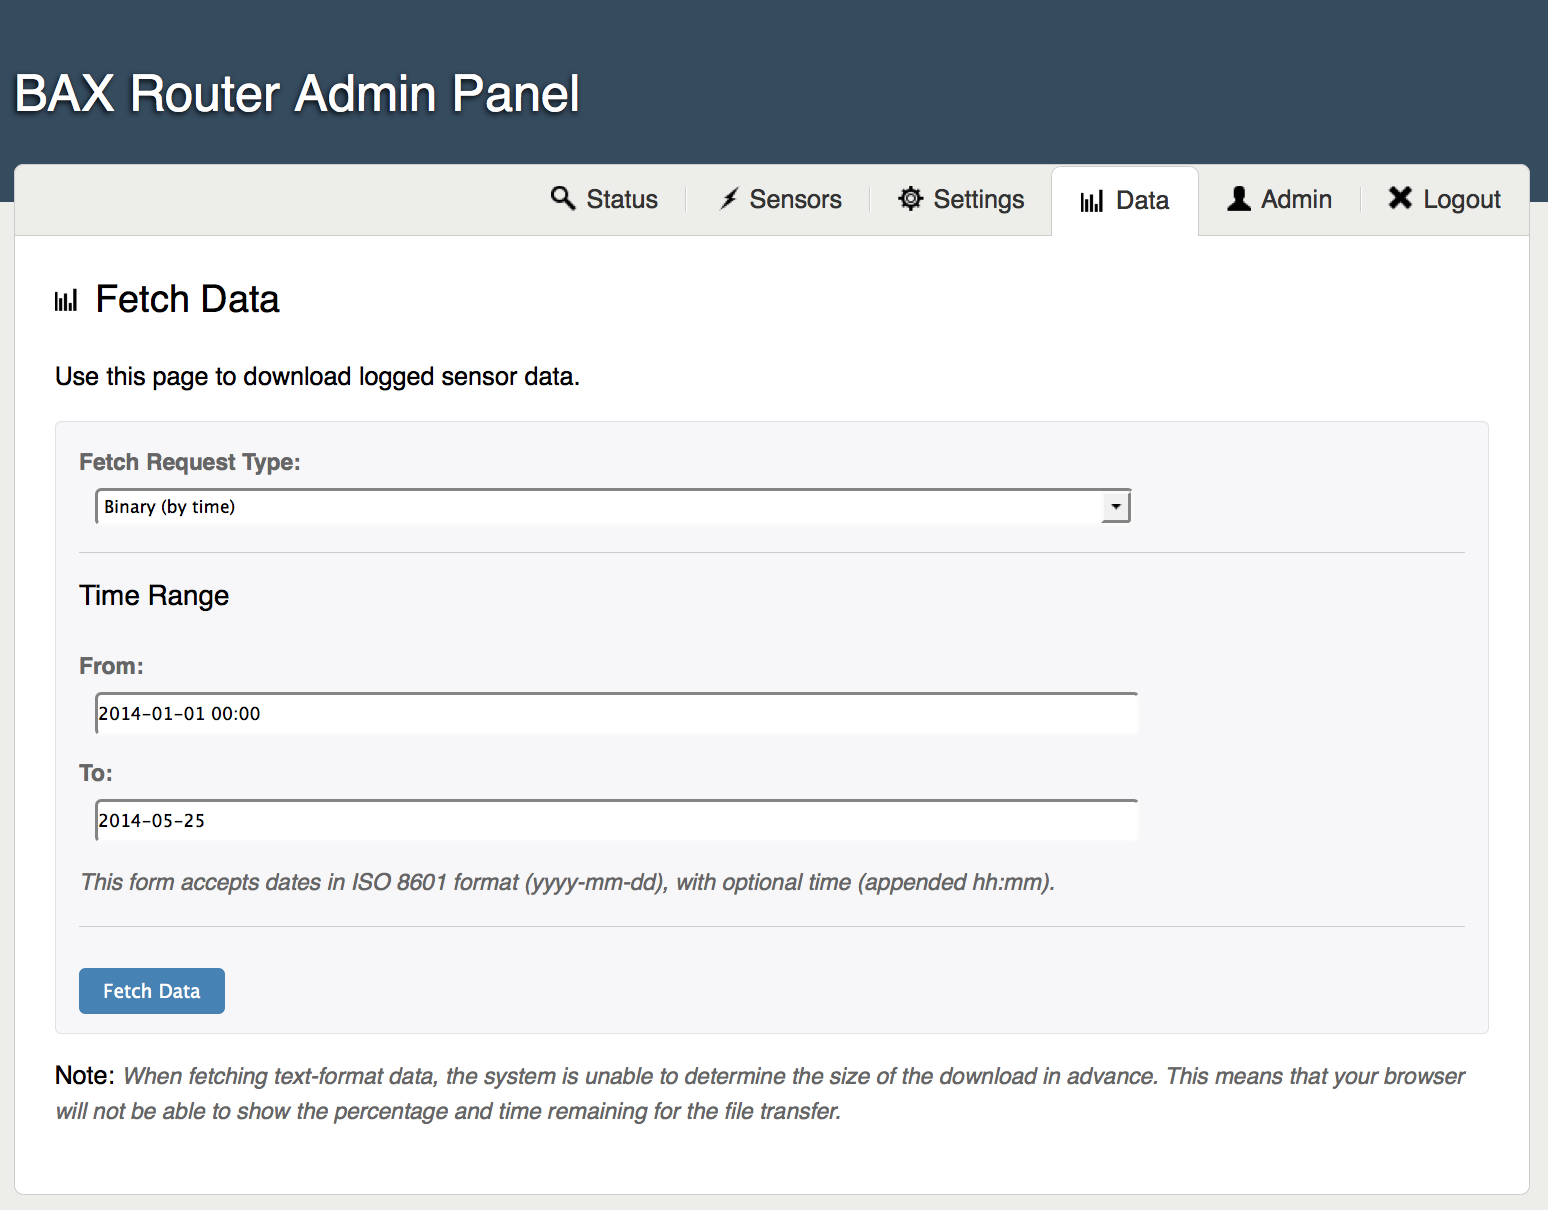 BAX Router Admin Panel
Status Sensors Settings Data Admin Logout
Fetch Data
Use this page to download logged sensor data.
Fetch Request Type:
Binary (by time)
Time Range
From:
2014-01-01 00:00
To:
2014-05-25
This form accepts dates in ISO 8601 format (yyyy-mm-dd), with optional time (appended hh:mm).
Fetch Data
Note: When fetching text-format data, the system is unable to determine the size of the download in advance. This means that your browser
will not be able to show the percentage and time remaining for the file transfer.